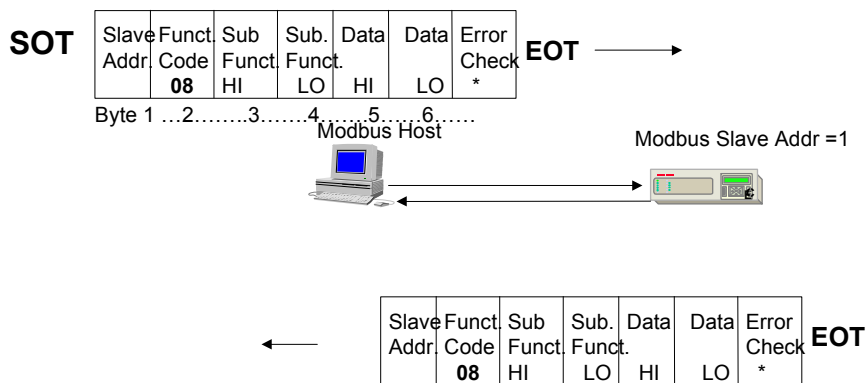 SOT
Slave Funct. Sub Sub. Data Data Error
Addr. Code Funct. Funct. Check
08 HI LO HI LO *
EOT
Byte 1 …2……..3…….4…….5……6……
Modbus Host
Modbus Slave Addr =1
Slave Funct. Sub Sub. Data Data Error
Addr. Code Funct. Funct. Check
08 HI LO HI LO *
EOT